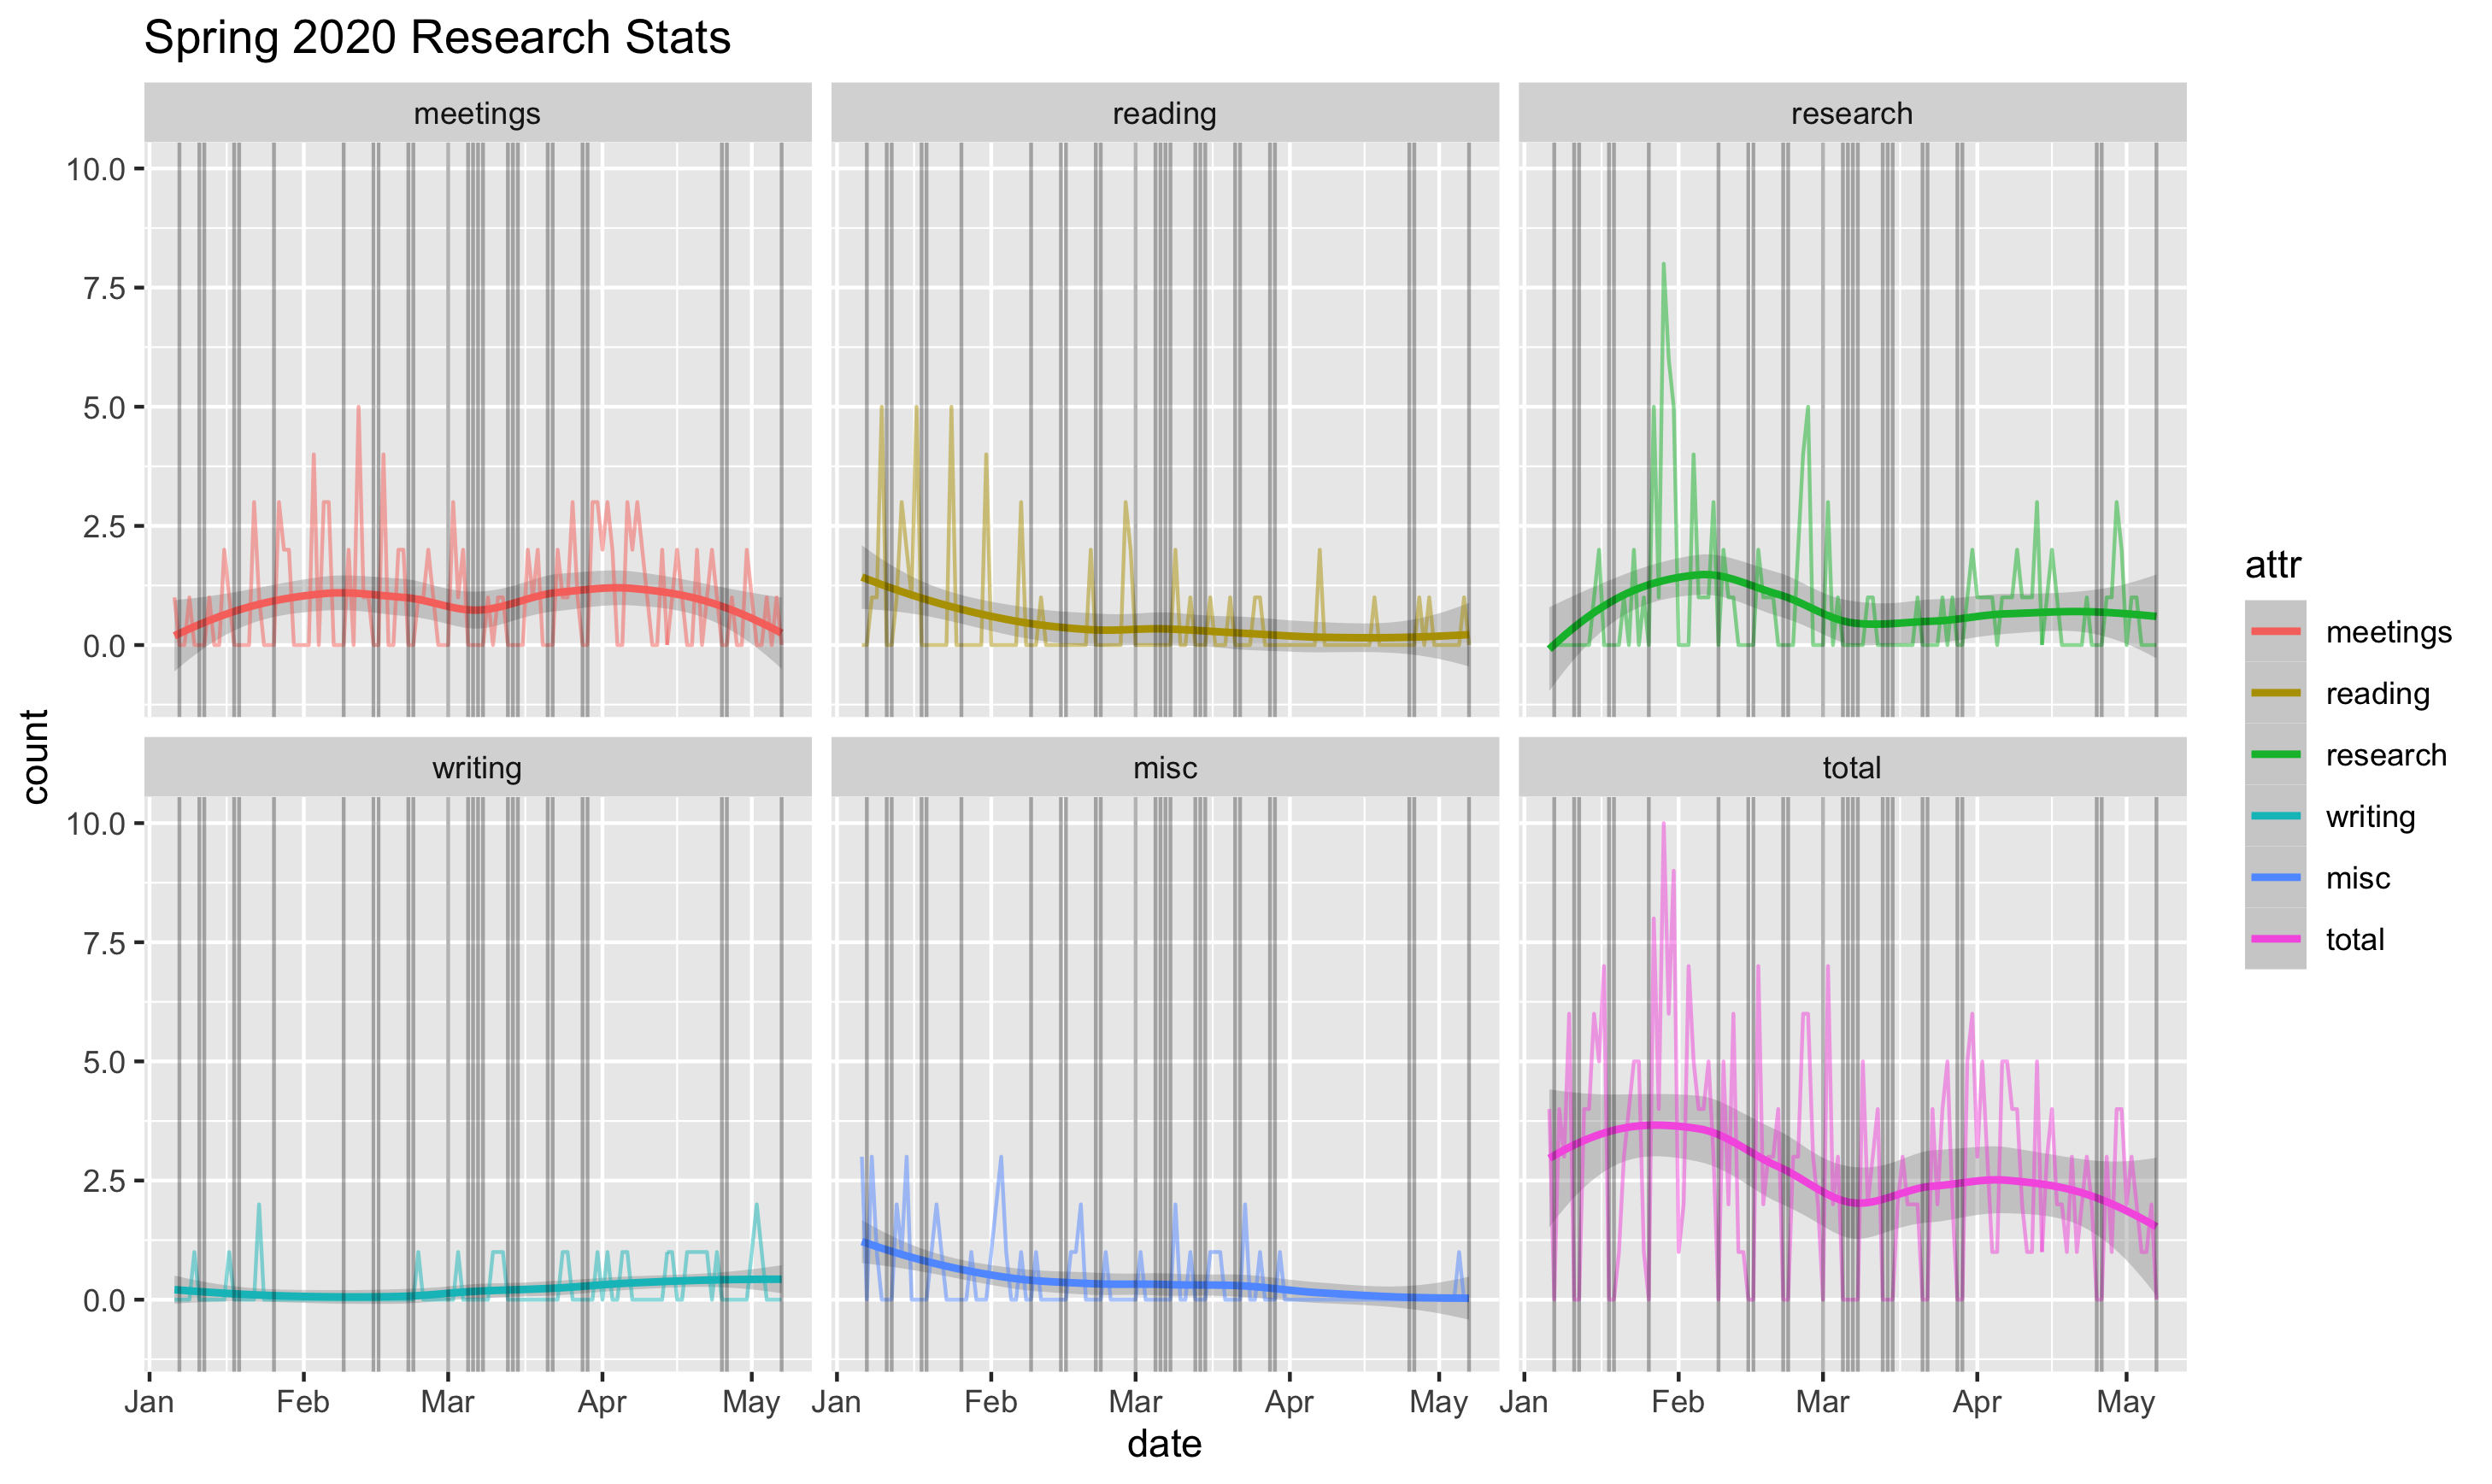 Spring 2020 Research Stats
meetings
reading
research
10.0
7.5
5.0
2.5
0.0
writing
misc
total
10.0
7.5
5.0
2.5
0.0
Jan Feb Mar Apr May
Jan Feb Mar Apr May
Jan Feb Mar Apr May
date
count
attr
meetings
reading
research
writing
misc
total